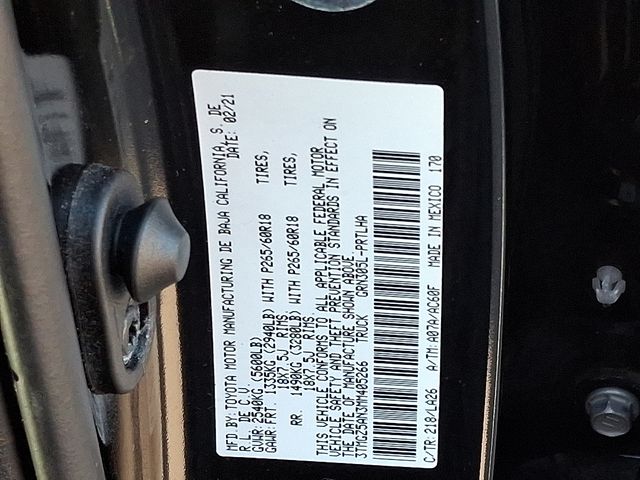 MFD.BY:TOYOTA MOTOR MANUFACTURING DE BAJA CALIFORNIA, S. DE
R.L. DE C.V. DATE: 02/21
GVWR:2540KG (5600LB)
GAWR:FRT. 1335KG (2940LB) WITH P265/60R18 TIRES,
18X7.5J RIMS
RR. 1490KG (3280LB) WITH P265/60R18 TIRES,
18X7.5J RIMS
THIS VEHICLE CONFORMS TO ALL APPLICABLE FEDERAL MOTOR
VEHICLE SAFETY AND THEFT PREVENTION STANDARDS IN EFFECT ON
THE DATE OF MANUFACTURE SHOWN ABOVE.
3TMGZ5AN3MM405266 TRUCK GRN305L-PRTLHA
C/TR:218/LA26 A/TM:A07A/AC60F MADE IN MEXICO 170